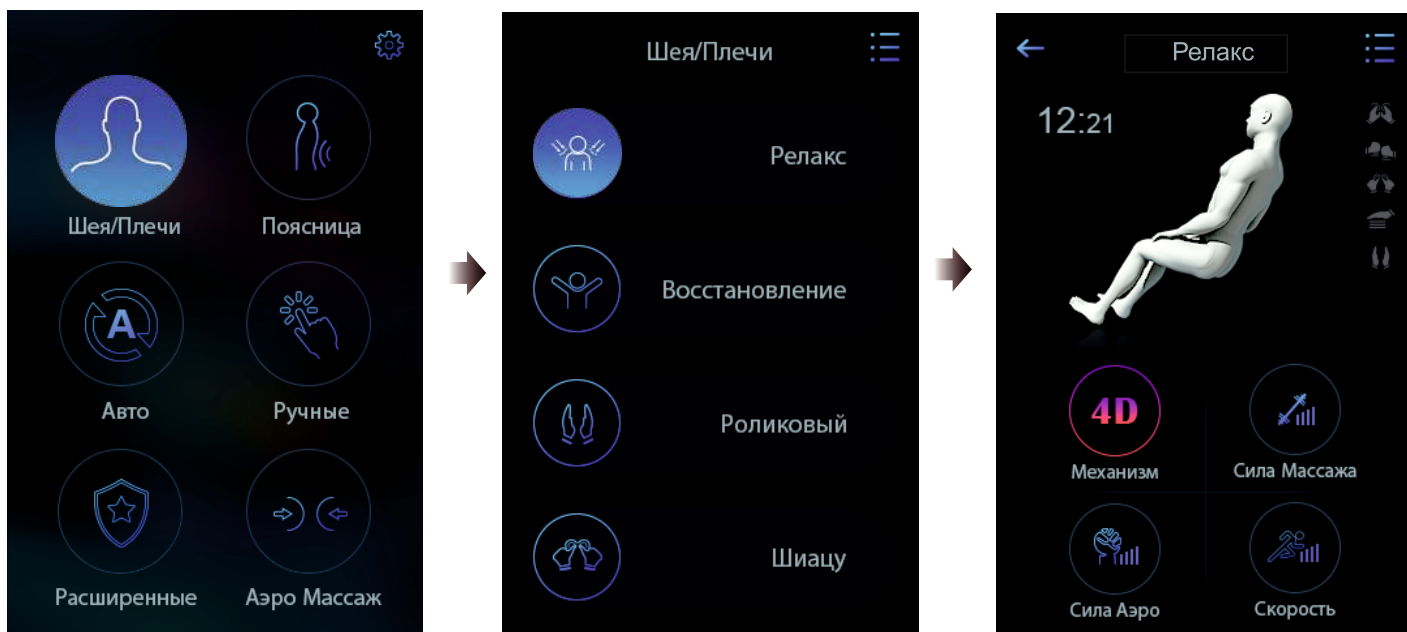 Шея/Плечи
Поясница
Авто
Ручные
Расширенные
Аэро Массаж
Шея/Плечи
Релакс
Восстановление
Роликовый
Шиацу
Релакс
12:21
4D
Механизм
Сила Массажа
Сила Аэро
Скорость